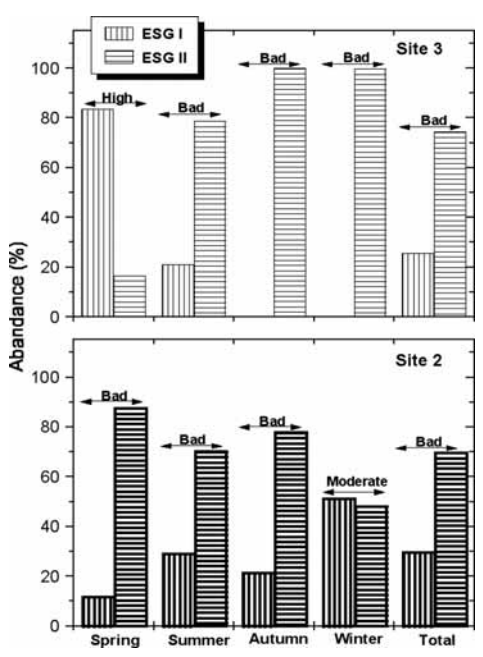 ESG I
ESG II
Site 3
100
80
60
40
20
0
High
Bad
Bad
Bad
Bad
Abandance (%)
Site 2
100
80
60
40
20
0
Bad
Bad
Bad
Moderate
Bad
Spring Summer Autumn Winter Total